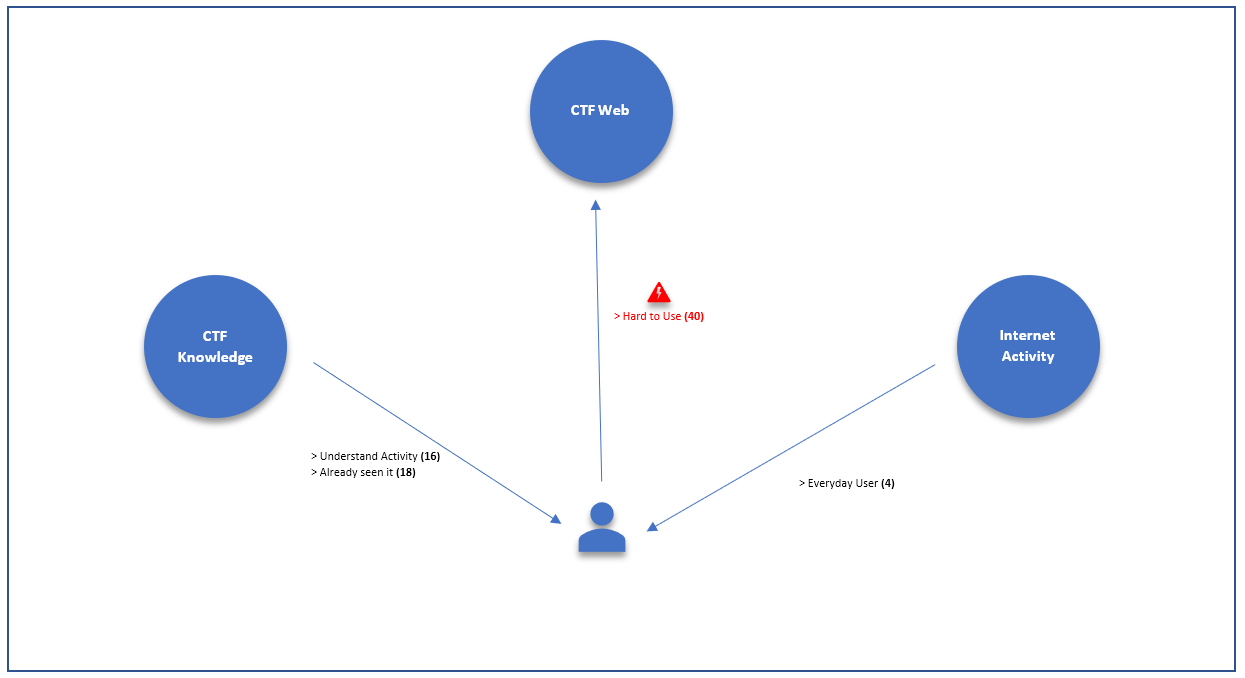 CTF Web
> Hard to Use (40)
CTF
Knowledge
Internet
Activity
> Understand Activity (16)
> Already seen it (18)
> Everyday User (4)